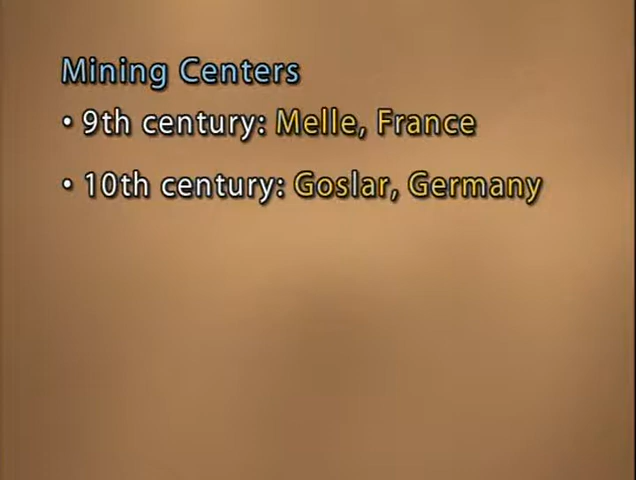 Mining Centers
• 9th century: Melle, France
• 10th century: Goslar, Germany